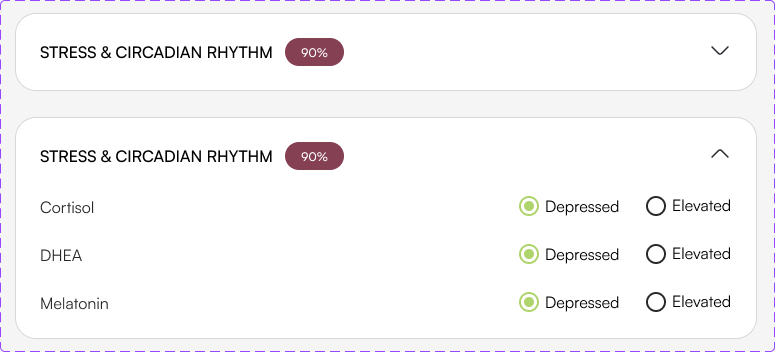 STRESS & CIRCADIAN RHYTHM 90%
STRESS & CIRCADIAN RHYTHM 90%
Cortisol Depressed Elevated
DHEA Depressed Elevated
Melatonin Depressed Elevated